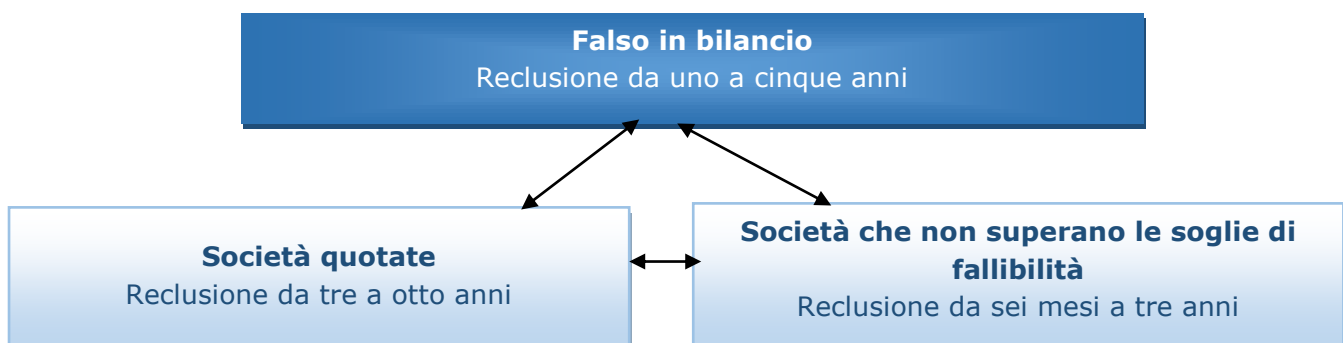 Falso in bilancio
Reclusione da uno a cinque anni
Società quotate
Reclusione da tre a otto anni
Società che non superano le soglie di
fallibilità
Reclusione da sei mesi a tre anni